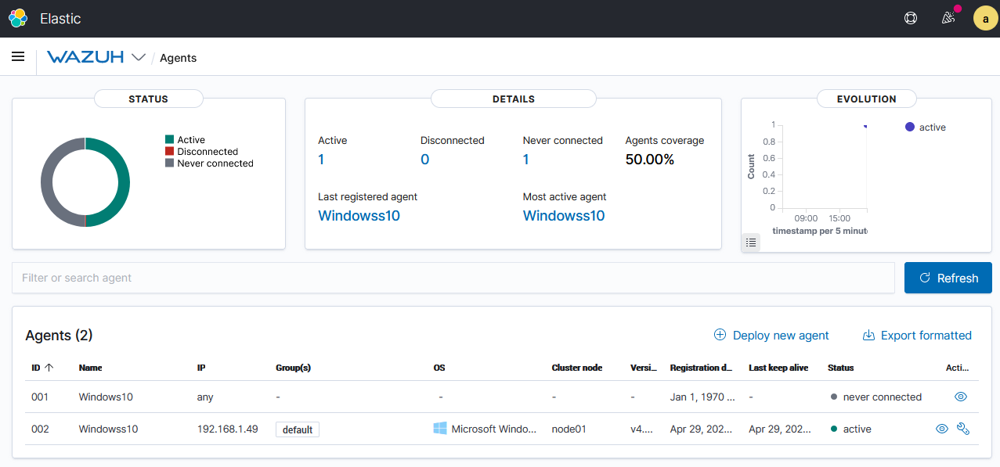 Elastic
a
WAZUH / Agents
STATUS
Active
Disconnected
Never connected
DETAILS
Active Disconnected Never connected Agents coverage
1 0 1 50.00%
Last registered agent Most active agent
Windowss10 Windowss10
EVOLUTION
active
Count
1
0.8
0.6
0.4
0.2
0
09:00 15:00
timestamp per 5 minut
Filter or search agent
Refresh
Agents (2)
Deploy new agent Export formatted
ID Name IP Group(s) OS Cluster node Versi... Registration d... Last keep alive Status Acti...
001 Windows10 any - - - - Jan 1, 1970 ... - never connected
002 Windowss10 192.168.1.49 default Microsoft Windo... node01 v4.... Apr 29, 202... Apr 29, 202... active